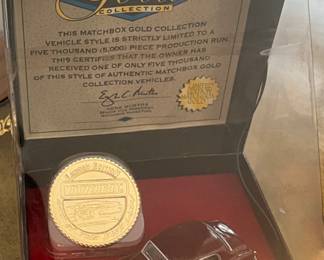 COLLECTION
THIS MATCHBOX GOLD COLLECTION
VEHICLE STYLE IS STRICTLY LIMITED TO A
FIVE THOUSAND (5,000) PIECE PRODUCTION RUN.
THIS CERTIFIES THAT THE OWNER HAS
RECEIVED ONE OF ONLY FIVE THOUSAND
OF THIS STYLE OF AUTHENTIC MATCHBOX GOLD
COLLECTION VEHICLES.
MATCHBOX